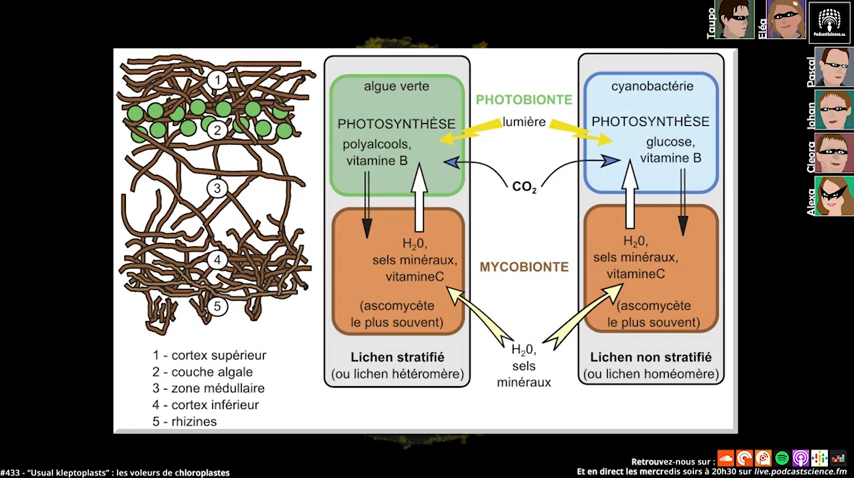 Taupo
Eléa
PodcastScience.fm
Pascal
Johan
Cleora
Alexa
1
2
3
4
5
1 - cortex supérieur
2 - couche algale
3 - zone médullaire
4 - cortex inférieur
5 - rhizines
algue verte
PHOTOSYNTHÈSE
polyalcools,
vitamine B
H₂0,
sels minéraux,
vitamineC
(ascomycète
le plus souvent)
Lichen stratifié
(ou lichen hétéromère)
PHOTOBIONTE
lumière
CO₂
MYCOBIONTE
H₂0,
sels
minéraux
cyanobactérie
PHOTOSYNTHÈSE
glucose,
vitamine B
H₂0,
sels minéraux,
vitamineC
(ascomycète
le plus souvent)
Lichen non stratifié
(ou lichen homéomère)
#433 - “Usual kleptoplasts” : les voleurs de chloroplastes
Retrouvez-nous sur :
Et en direct les mercredis soirs à 20h30 sur live.podcastscience.fm